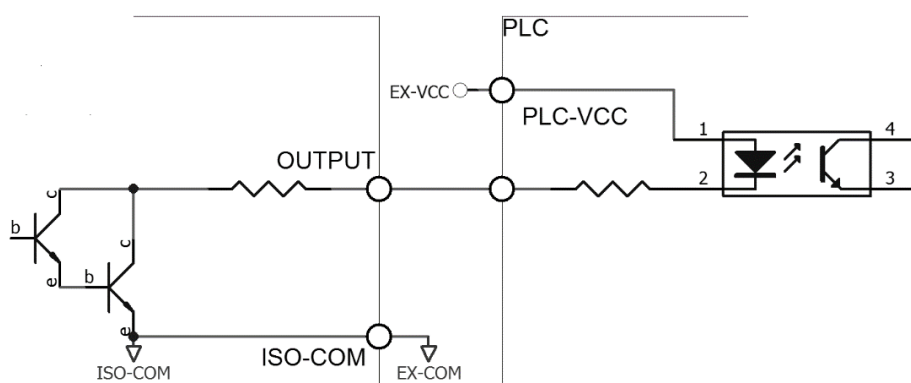 PLC
EX-VCC
PLC-VCC
1
4
OUTPUT
2
3
c
b
c
e
b
e
ISO-COM
ISO-COM
EX-COM